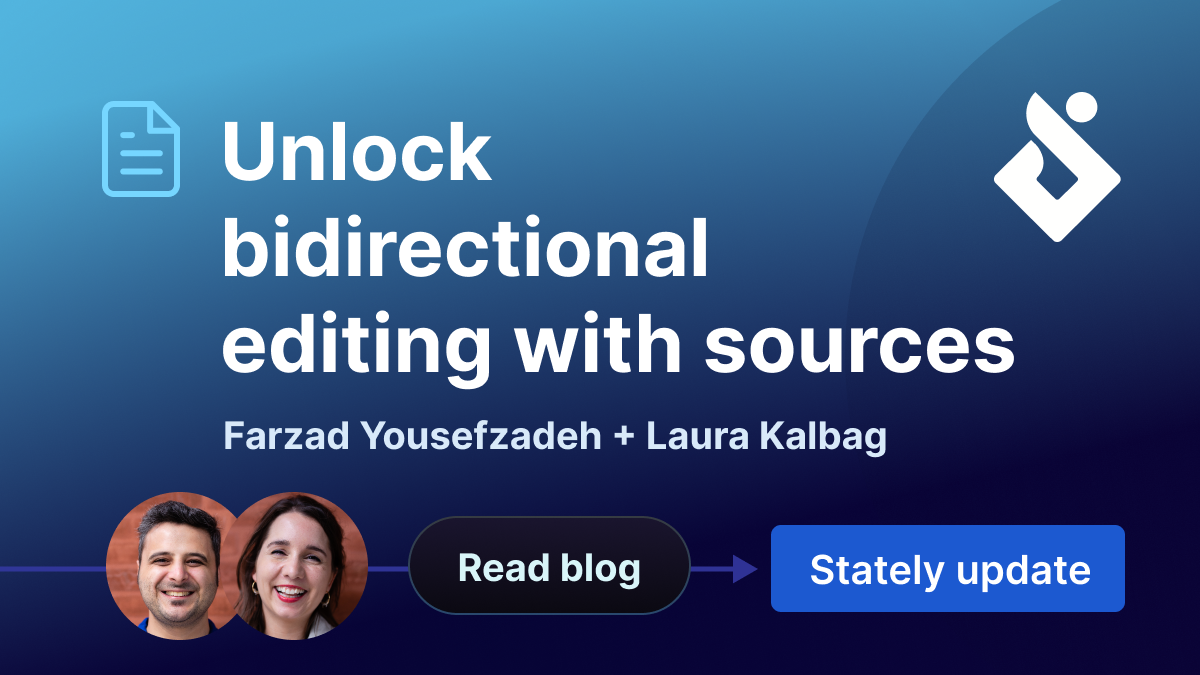 Unlock
bidirectional
editing with sources
Farzad Yousefzadeh + Laura Kalbag
Read blog
Stately update